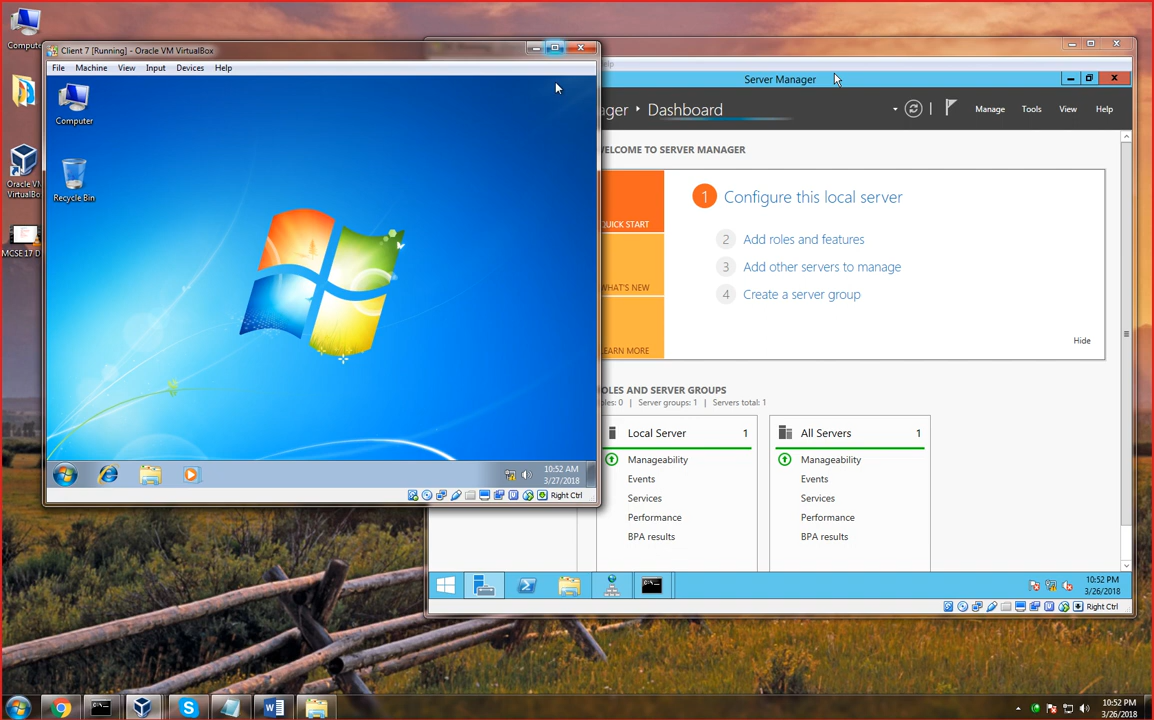 Compute
Oracle VM
VirtualBo
MCSE 17 D
Client 7 [Running] - Oracle VM VirtualBox
File Machine View Input Devices Help
Computer
Recycle Bin
10:52 AM
3/27/2018
Right Ctrl
Server Manager
ager Dashboard
Manage Tools View Help
ELCOME TO SERVER MANAGER
QUICK START
WHAT'S NEW
LEARN MORE
1 Configure this local server
2 Add roles and features
3 Add other servers to manage
4 Create a server group
Hide
OLES AND SERVER GROUPS
les: 0 | Server groups: 1 | Servers total: 1
Local Server 1
Manageability
Events
Services
Performance
BPA results
All Servers 1
Manageability
Events
Services
Performance
BPA results
10:52 PM
3/26/2018
Right Ctrl
10:52 PM
3/26/2018